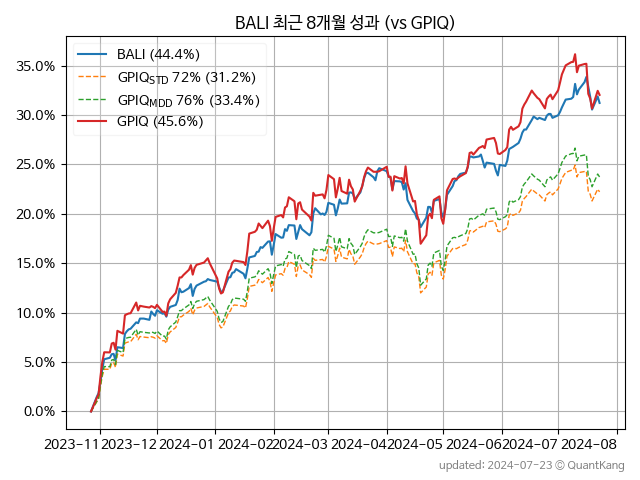 BALI 최근 8개월 성과 (vs GPIQ)
BALI (44.4%)
GPIQSTD 72% (31.2%)
GPIQMDD 76% (33.4%)
GPIQ (45.6%)
35.0%
30.0%
25.0%
20.0%
15.0%
10.0%
5.0%
0.0%
2023-11 2023-12 2024-01 2024-02 2024-03 2024-04 2024-05 2024-06 2024-07 2024-08
updated: 2024-07-23 © QuantKang